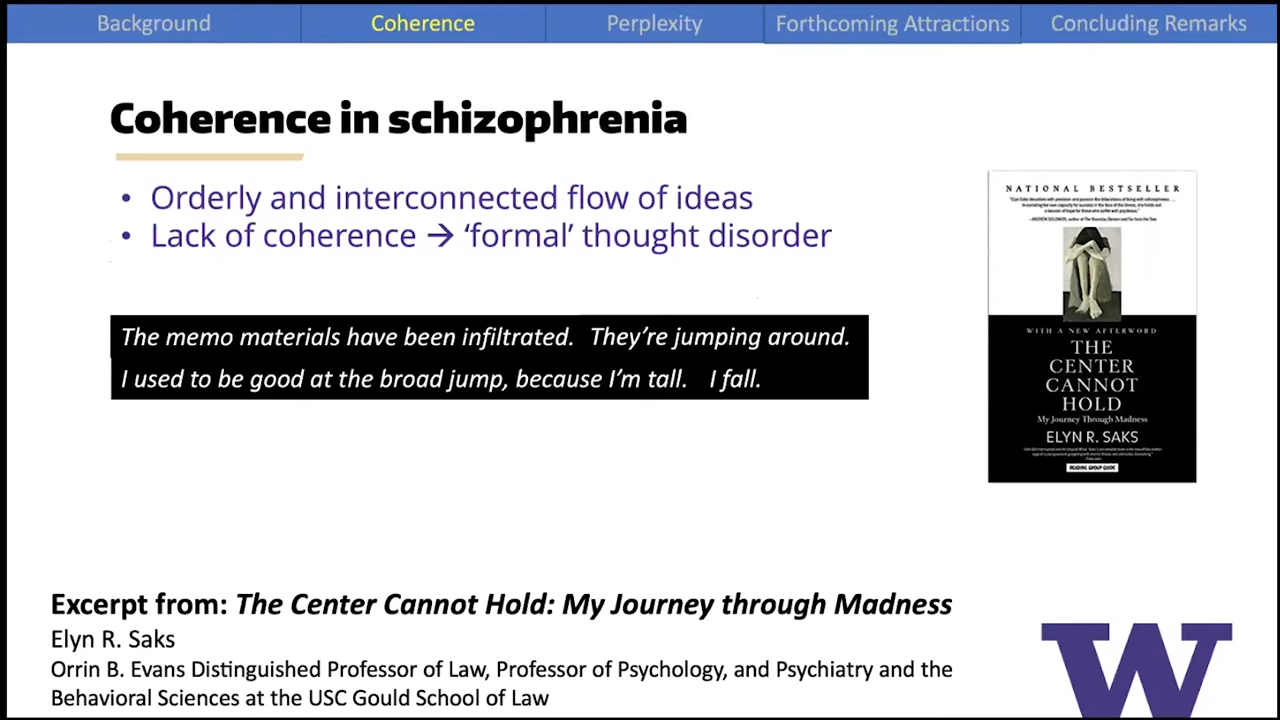 Background Coherence Perplexity Forthcoming Attractions Concluding Remarks
Coherence in schizophrenia
• Orderly and interconnected flow of ideas
• Lack of coherence → ‘formal’ thought disorder
The memo materials have been infiltrated. They’re jumping around.
I used to be good at the broad jump, because I’m tall. I fall.
NATIONAL BESTSELLER
WITH A NEW AFTERWORD
THE
CENTER
CANNOT
HOLD
My Journey Through Madness
ELYN R. SAKS
READING GROUP GUIDE
Excerpt from: The Center Cannot Hold: My Journey through Madness
Elyn R. Saks
Orrin B. Evans Distinguished Professor of Law, Professor of Psychology, and Psychiatry and the
Behavioral Sciences at the USC Gould School of Law
W